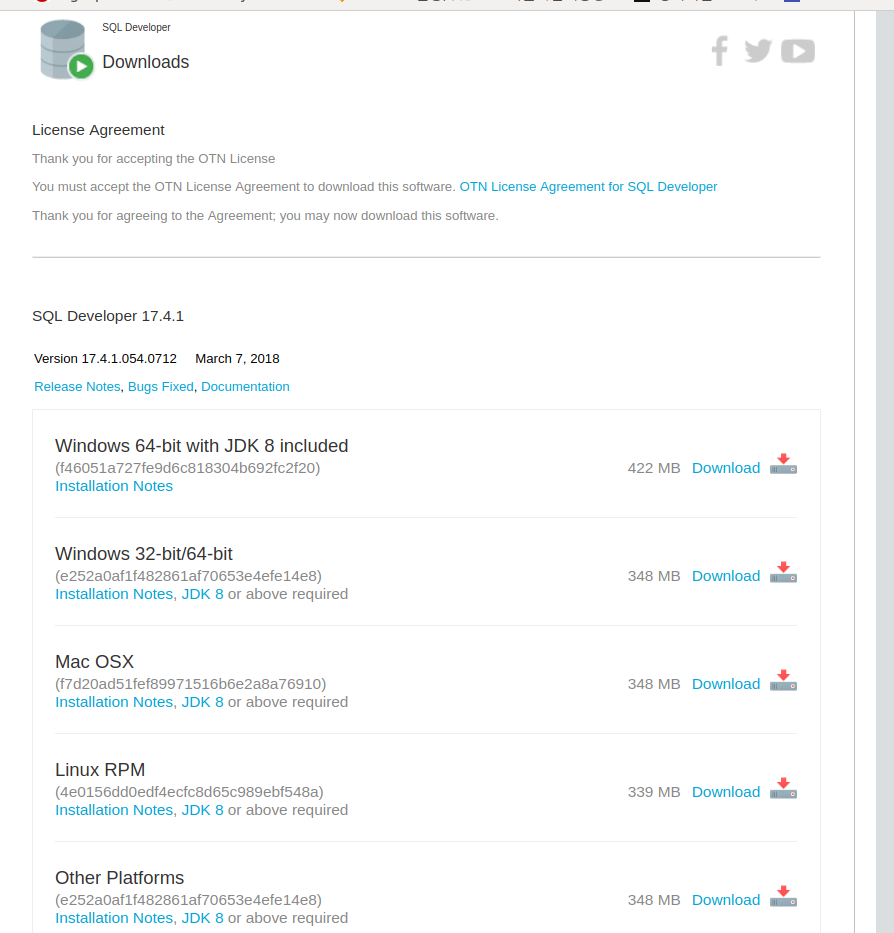 SQL Developer
Downloads
License Agreement
Thank you for accepting the OTN License
You must accept the OTN License Agreement to download this software. OTN License Agreement for SQL Developer
Thank you for agreeing to the Agreement; you may now download this software.
SQL Developer 17.4.1
Version 17.4.1.054.0712 March 7, 2018
Release Notes, Bugs Fixed, Documentation
Windows 64-bit with JDK 8 included
(f46051a727fe9d6c818304b692fc2f20) 422 MB Download
Installation Notes
Windows 32-bit/64-bit
(e252a0af1f482861af70653e4efe14e8) 348 MB Download
Installation Notes, JDK 8 or above required
Mac OSX
(f7d20ad51fef89971516b6e2a8a76910) 348 MB Download
Installation Notes, JDK 8 or above required
Linux RPM
(4e0156dd0edf4ecfc8d65c989ebf548a) 339 MB Download
Installation Notes, JDK 8 or above required
Other Platforms
(e252a0af1f482861af70653e4efe14e8) 348 MB Download
Installation Notes, JDK 8 or above required